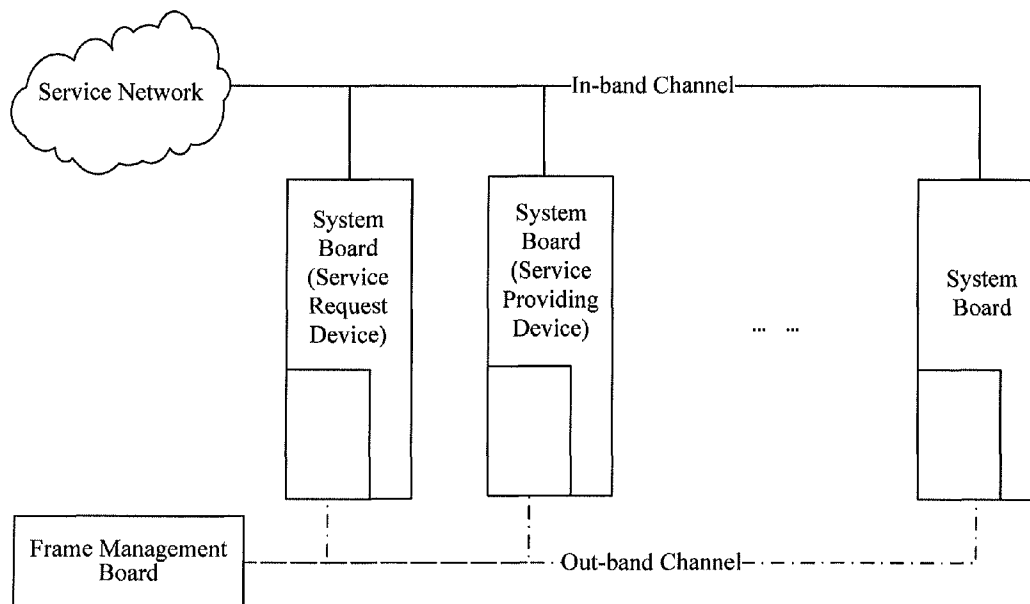 Service Network
In-band Channel
System
Board
(Service
Request
Device)
System
Board
(Service
Providing
Device)
... ...
System
Board
Frame Management
Board
Out-band Channel